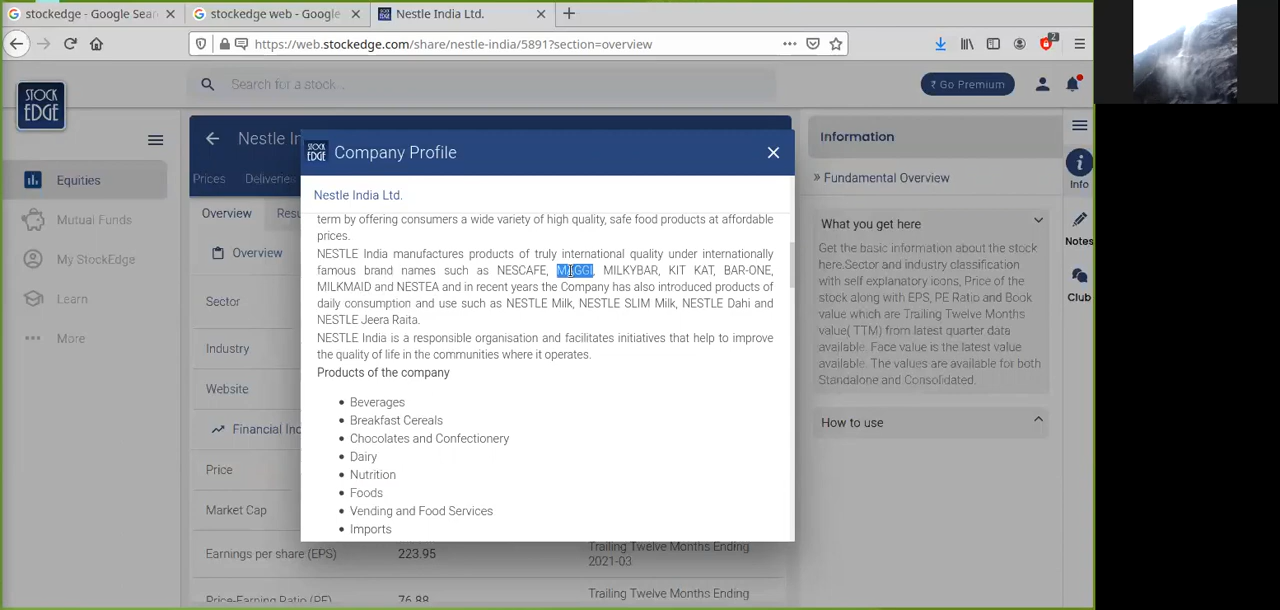 stockedge - Google Sear
stockedge web - Google
Nestle India Ltd.
https://web.stockedge.com/share/nestle-india/5891?section=overview
2
STOCK EDGE
Search for a stock...
₹ Go Premium
Equities
Mutual Funds
My StockEdge
Learn
More
Nestle In
Prices
Deliverie
Overview
Res
Overview
Sector
Industry
Website
Financial Inc
Price
Market Cap
Earnings per share (EPS)
223.95
Trailing Twelve Months Ending
2021-03
Price-Earning Ratio (PE)
76.88
Trailing Twelve Months Ending
STOCK EDGE
Company Profile
Nestle India Ltd.
term by offering consumers a wide variety of high quality, safe food products at affordable
prices.
NESTLE India manufactures products of truly international quality under internationally
famous brand names such as NESCAFE, MAGGI, MILKYBAR, KIT KAT, BAR-ONE,
MILKMAID and NESTEA and in recent years the Company has also introduced products of
daily consumption and use such as NESTLE Milk, NESTLE SLIM Milk, NESTLE Dahi and
NESTLE Jeera Raita.
NESTLE India is a responsible organisation and facilitates initiatives that help to improve
the quality of life in the communities where it operates.
Products of the company
Beverages
Breakfast Cereals
Chocolates and Confectionery
Dairy
Nutrition
Foods
Vending and Food Services
Imports
Information
» Fundamental Overview
What you get here
Get the basic information about the stock
here.Sector and industry classification
with self explanatory icons, Price of the
stock along with EPS, PE Ratio and Book
value which are Trailing Twelve Months
value( TTM) from latest quarter data
available. Face value is the latest value
available. The values are available for both
Standalone and Consolidated.
How to use
Info
Notes
Club